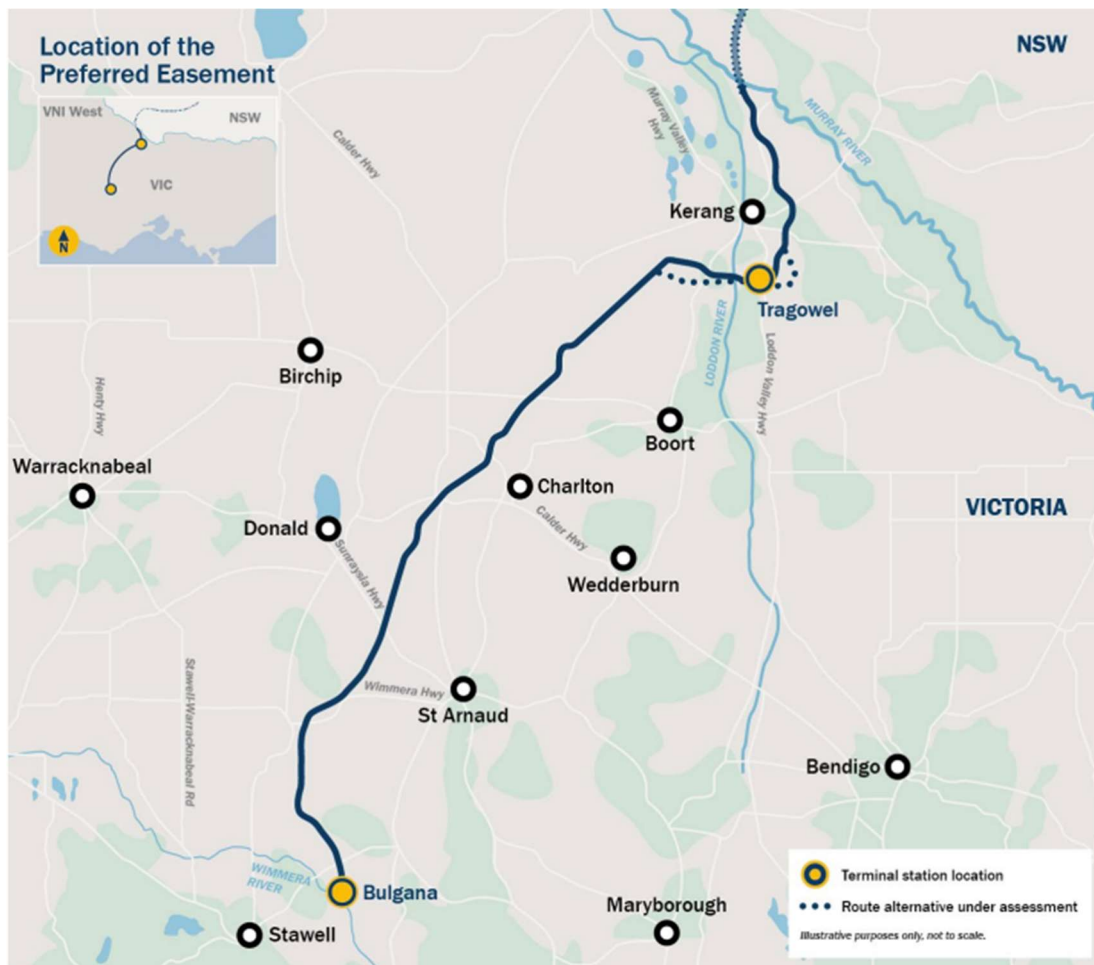 Location of the
Preferred Easement
VNI West
NSW
VIC
N
NSW
Calder Hwy
Murray Valley
Hwy
MURRAY RIVER
Kerang
Tragowel
LODDON RIVER
Loddon Valley Hwy
Birchip
Henty Hwy
Boort
Warracknabeal
Charlton
VICTORIA
Donald
Sunraysia Hwy
Calder Hwy
Wedderburn
Stawell-Warracknabeal Rd
Wimmera Hwy
St Arnaud
Bendigo
WIMMERA
RIVER
Bulgana
Stawell
Maryborough
Terminal station location
Route alternative under assessment
Illustrative purposes only, not to scale.